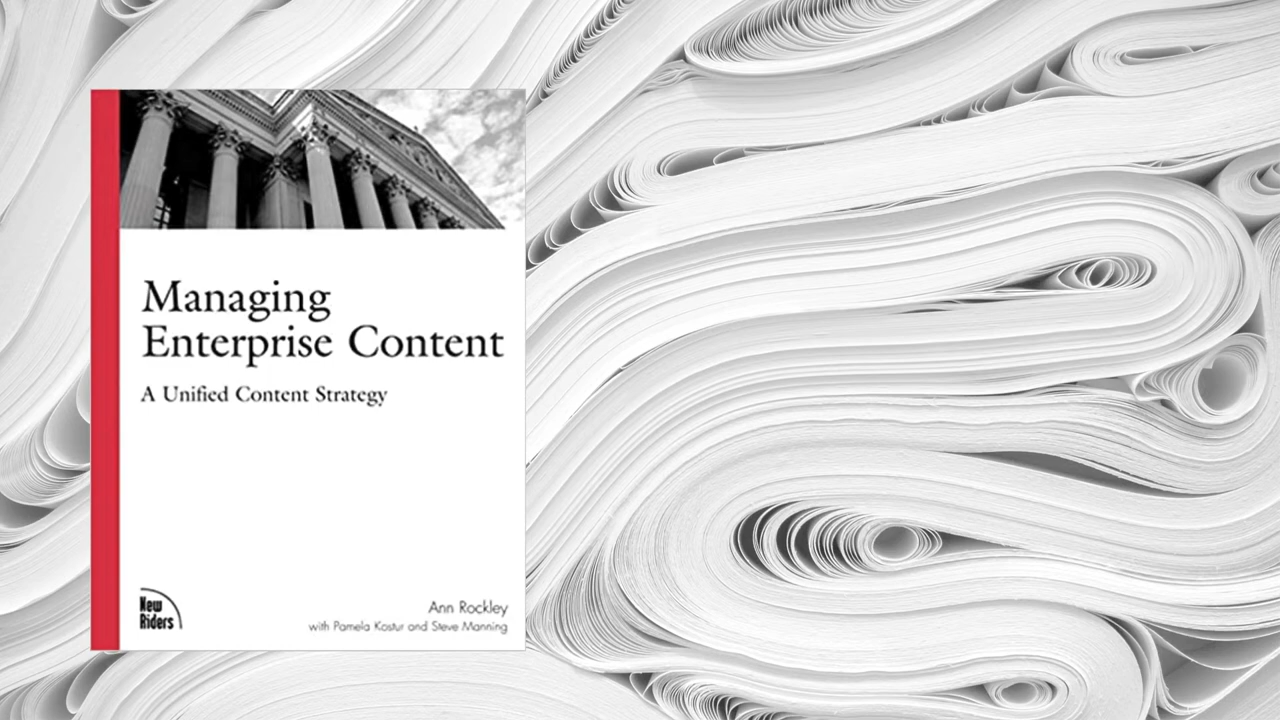 Managing
Enterprise Content
A Unified Content Strategy
New
Riders
Ann Rockley
with Pamela Kostur and Steve Manning